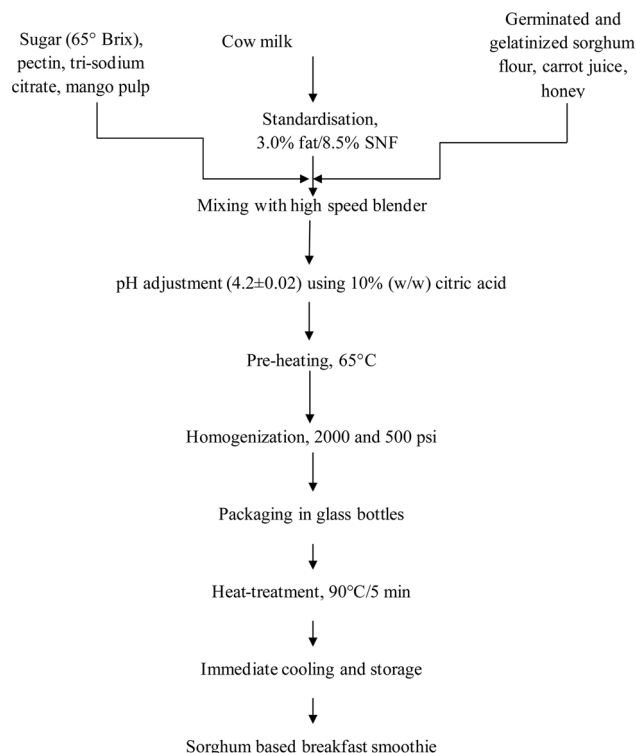 Sugar (65° Brix),
pectin, tri-sodium
citrate, mango pulp
Cow milk
Germinated and
gelatinized sorghum
flour, carrot juice,
honey
Standardisation,
3.0% fat/8.5% SNF
Mixing with high speed blender
pH adjustment (4.2±0.02) using 10% (w/w) citric acid
Pre-heating, 65°C
Homogenization, 2000 and 500 psi
Packaging in glass bottles
Heat-treatment, 90°C/5 min
Immediate cooling and storage
Sorghum based breakfast smoothie